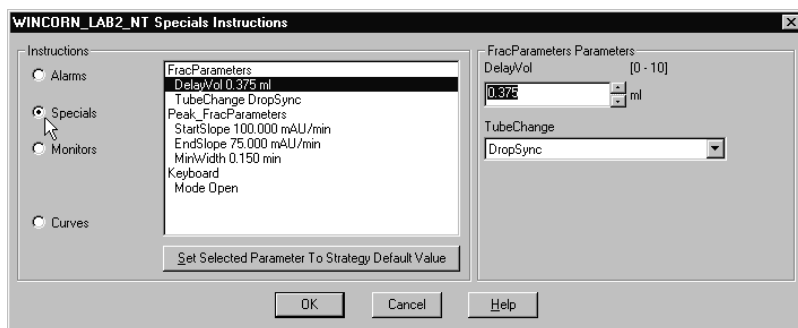 WINCORN_LAB2_NT Specials Instructions
Instructions
Alarms
Specials
Monitors
Curves
FracParameters
DelayVol 0.375 ml
TubeChange DropSync
Peak_FracParameters
StartSlope 100.000 mAU/min
EndSlope 75.000 mAU/min
MinWidth 0.150 min
Keyboard
Mode Open
Set Selected Parameter To Strategy Default Value
FracParameters Parameters
DelayVol [0 - 10]
0.375 ml
TubeChange
DropSync
OK Cancel Help